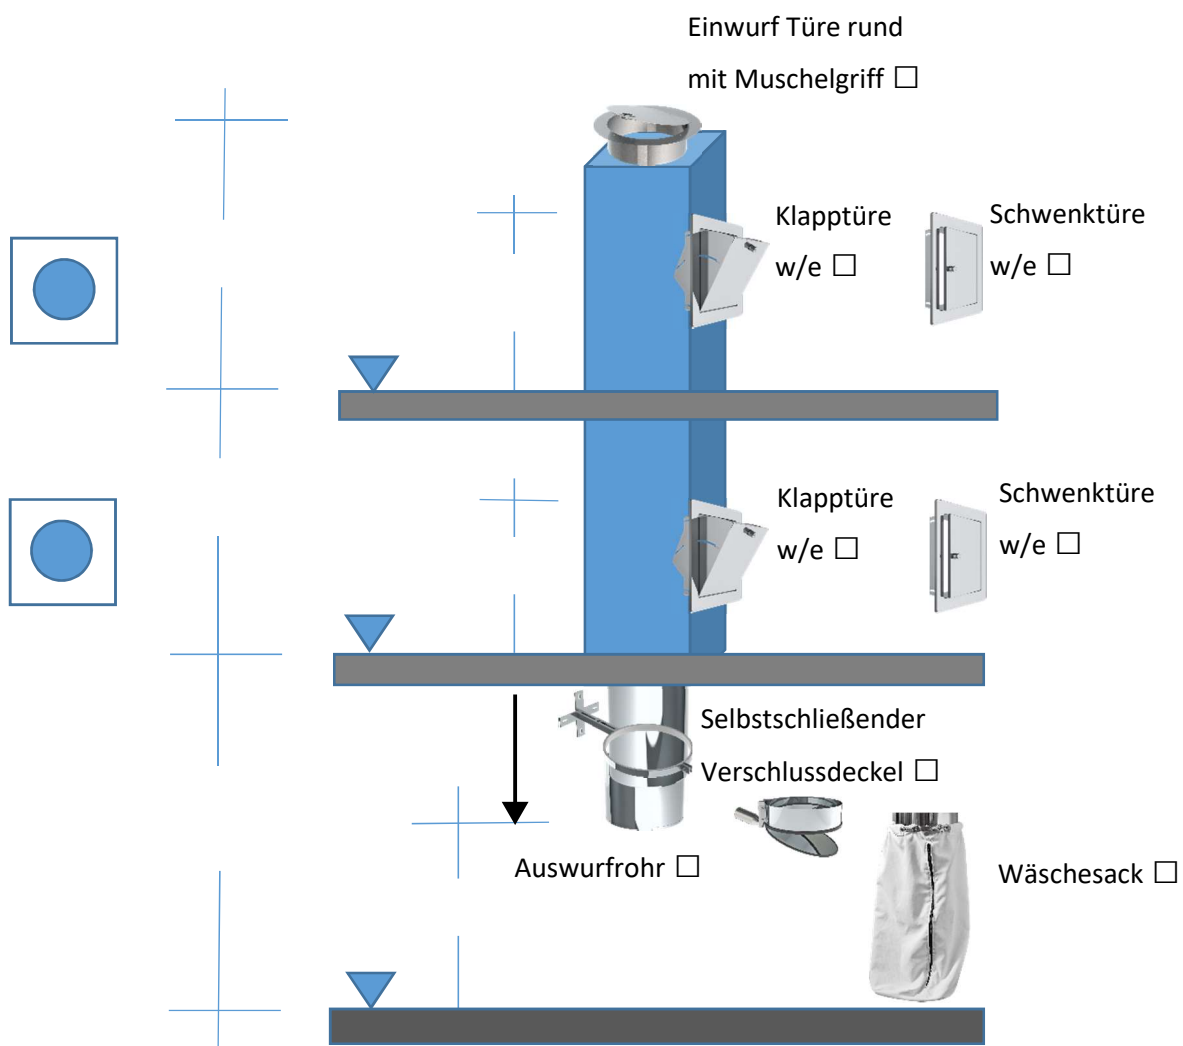 Einwurf Türe rund
mit Muschelgriff ☐
Klapptüre
w/e ☐
Schwenktüre
w/e ☐
Klapptüre
w/e ☐
Schwenktüre
w/e ☐
Selbstschließender
Verschlussdeckel ☐
Auswurfrohr ☐
Wäschesack ☐